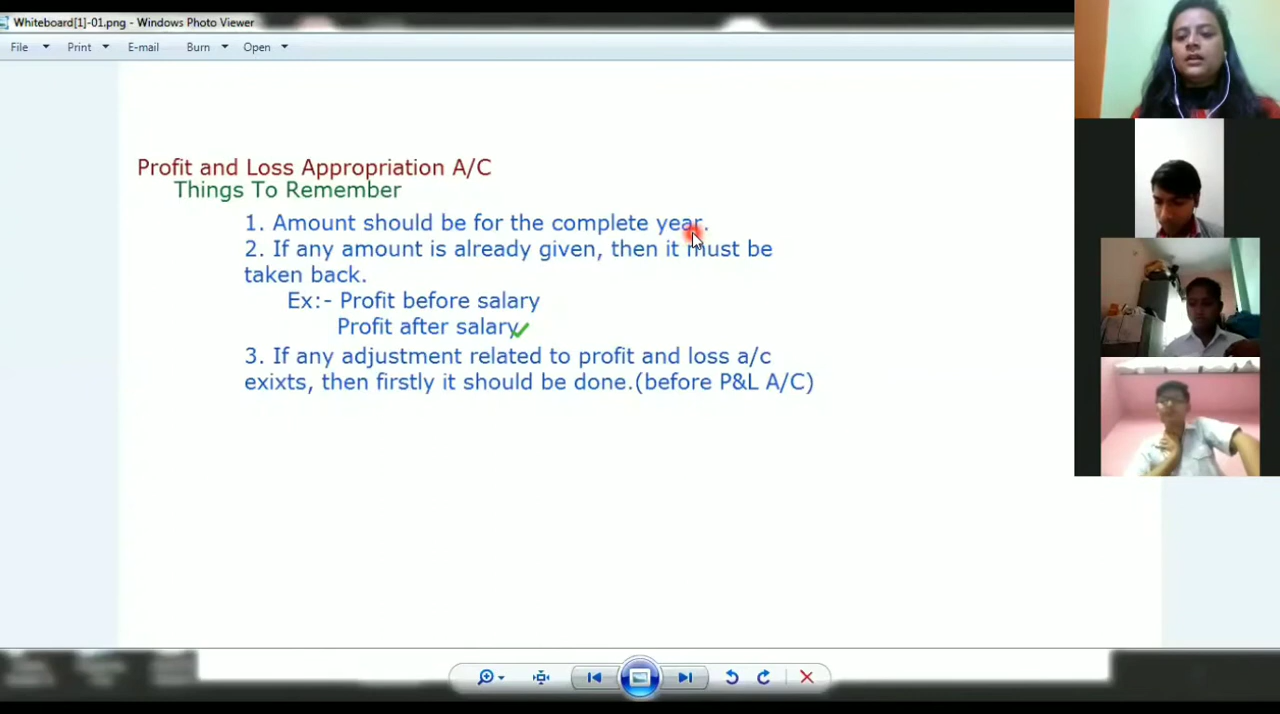 Whiteboard[1]-01.png - Windows Photo Viewer
File Print E-mail Burn Open
Profit and Loss Appropriation A/C
Things To Remember
1. Amount should be for the complete year.
2. If any amount is already given, then it must be
taken back.
Ex:- Profit before salary
Profit after salary
3. If any adjustment related to profit and loss a/c
exixts, then firstly it should be done.(before P&L A/C)